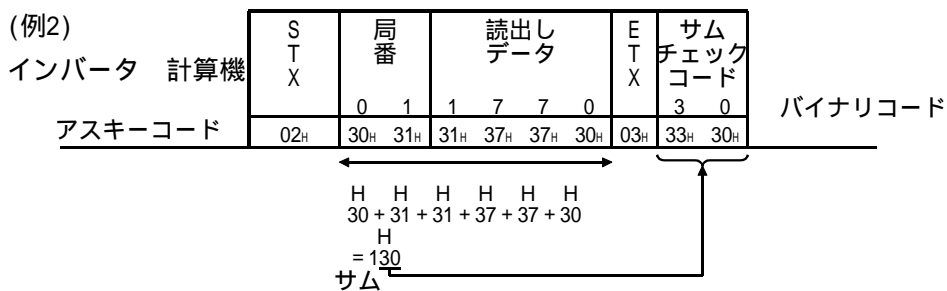 (例2)
インバータ 計算機
アスキーコード
S
T
X
局
番
読出し
データ
E
T
X
サム
チェック
コード
0 1 1 7 7 0 3 0
バイナリコード
02H 30H 31H 31H 37H 37H 30H 03H 33H 30H
H H H H H H
30 + 31 + 31 + 37 + 37 + 30
H
= 130
サム